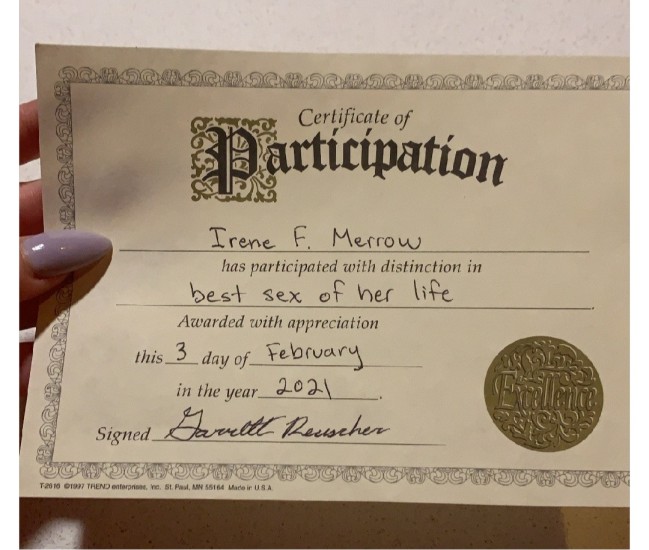 Certificate of
Participation
Irene F. Merrow
has participated with distinction in
best sex of her life
Awarded with appreciation
this 3 day of February
in the year 2021.
Excellence
Signed Garrett Reuscher
T-2616 ©1997 TREND enterprises, Inc. St. Paul, MN 55164 Made in U.S.A.